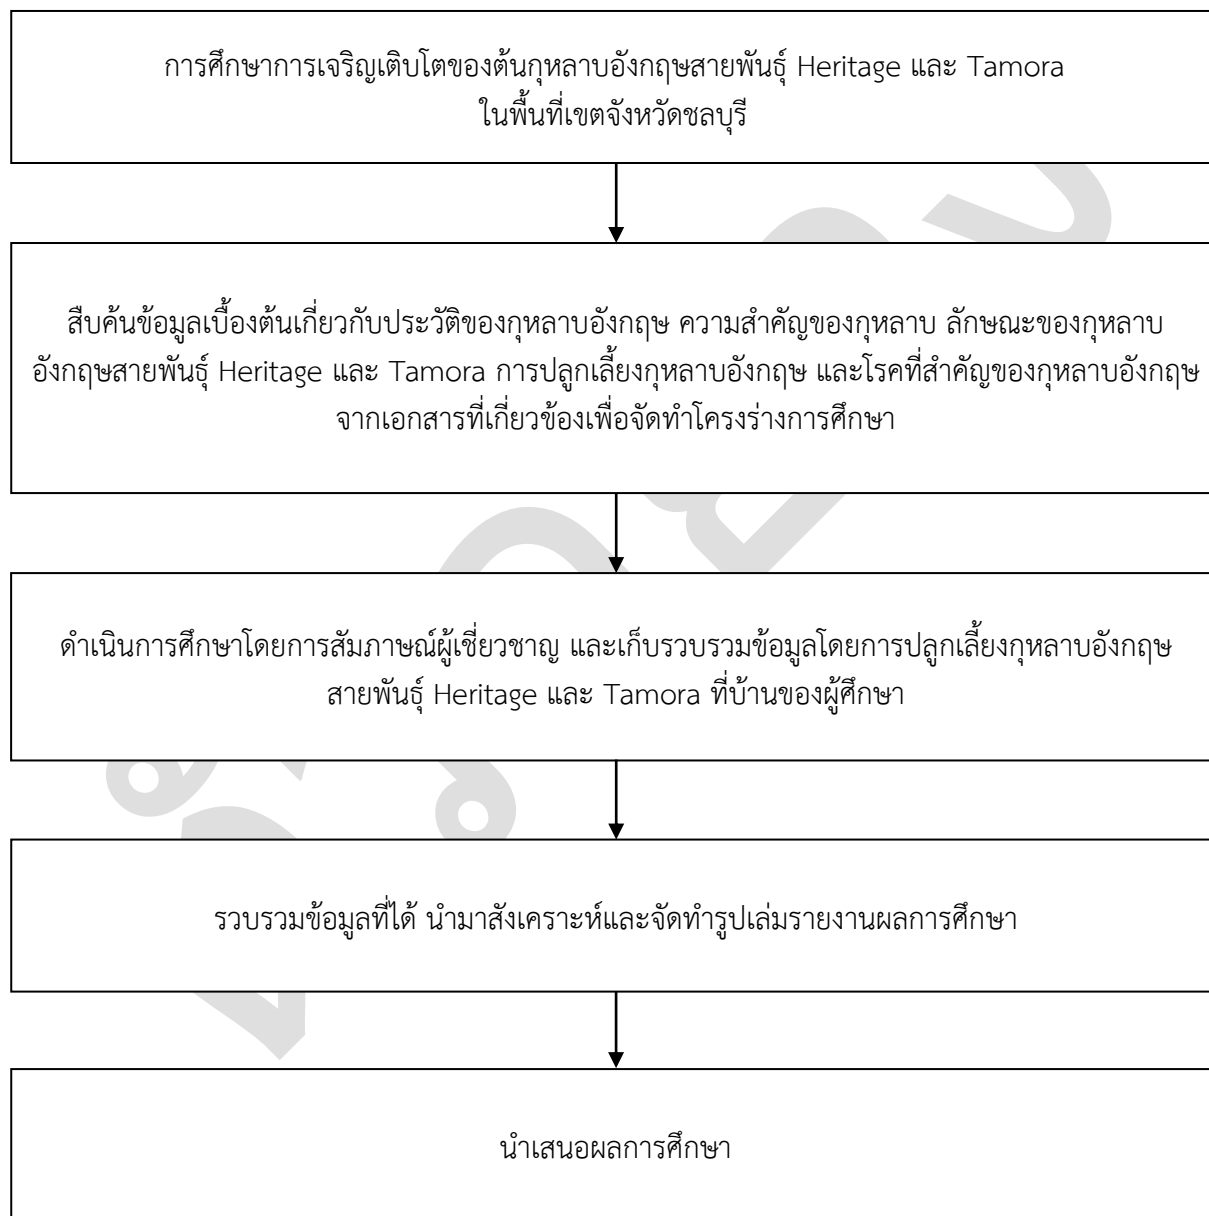 การศึกษาการเจริญเติบโตของต้นกุหลาบอังกฤษสายพันธุ์ Heritage และ Tamora
ในพื้นที่เขตจังหวัดชลบุรี
สืบค้นข้อมูลเบื้องต้นเกี่ยวกับประวัติของกุหลาบอังกฤษ ความสำคัญของกุหลาบ ลักษณะของกุหลาบ
อังกฤษสายพันธุ์ Heritage และ Tamora การปลูกเลี้ยงกุหลาบอังกฤษ และโรคที่สำคัญของกุหลาบอังกฤษ
จากเอกสารที่เกี่ยวข้องเพื่อจัดทำโครงร่างการศึกษา
ดำเนินการศึกษาโดยการสัมภาษณ์ผู้เชี่ยวชาญ และเก็บรวบรวมข้อมูลโดยการปลูกเลี้ยงกุหลาบอังกฤษ
สายพันธุ์ Heritage และ Tamora ที่บ้านของผู้ศึกษา
รวบรวมข้อมูลที่ได้ นำมาสังเคราะห์และจัดทำรูปเล่มรายงานผลการศึกษา
นำเสนอผลการศึกษา